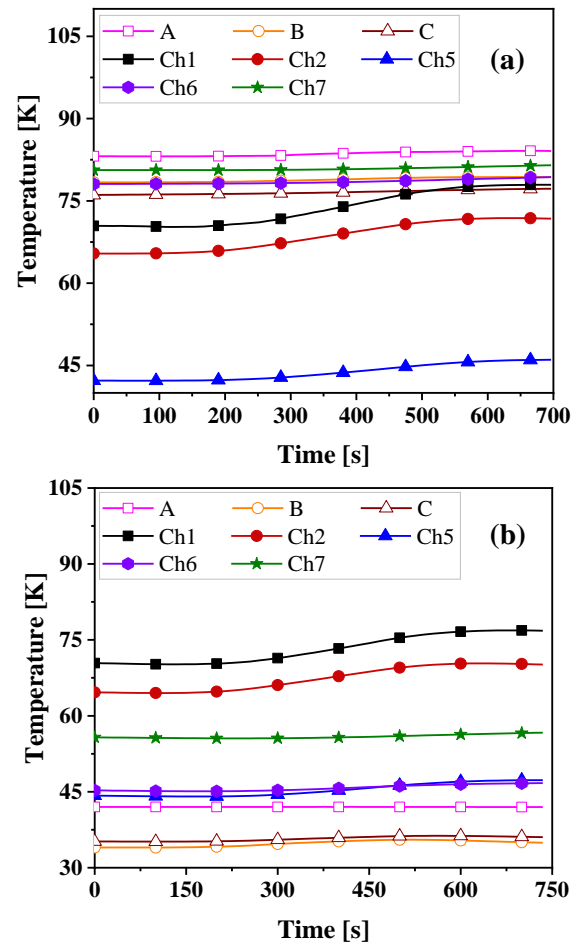 105
90
75
60
45
Temperature [K]
A B C
Ch1 Ch2 Ch5
Ch6 Ch7
(a)
0 100 200 300 400 500 600 700
Time [s]
105
90
75
60
45
30
Temperature [K]
A B C
Ch1 Ch2 Ch5
Ch6 Ch7
(b)
0 150 300 450 600 750
Time [s]